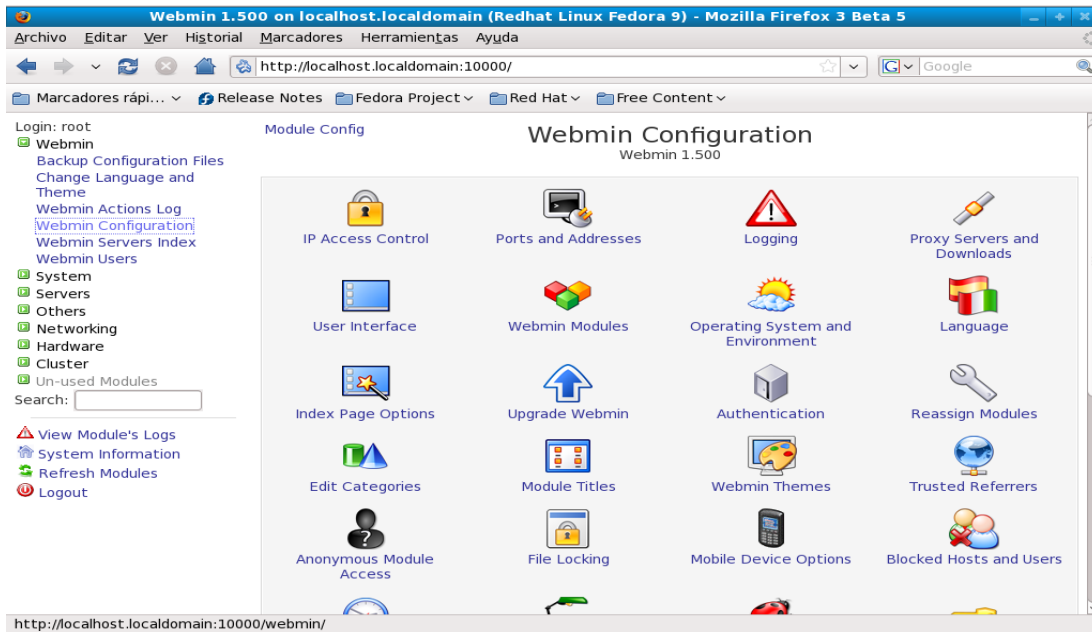 Webmin 1.500 on localhost.localdomain (Redhat Linux Fedora 9) - Mozilla Firefox 3 Beta 5
Archivo Editar Ver Historial Marcadores Herramientas Ayuda
http://localhost.localdomain:10000/
G Google
Marcadores rápi... Release Notes Fedora Project Red Hat Free Content
Login: root
Webmin
Backup Configuration Files
Change Language and
Theme
Webmin Actions Log
Webmin Configuration
Webmin Servers Index
Webmin Users
System
Servers
Others
Networking
Hardware
Cluster
Un-used Modules
Search:
View Module's Logs
System Information
Refresh Modules
Logout
Module Config
Webmin Configuration
Webmin 1.500
IP Access Control
Ports and Addresses
Logging
Proxy Servers and
Downloads
User Interface
Webmin Modules
Operating System and
Environment
Language
Index Page Options
Upgrade Webmin
Authentication
Reassign Modules
Edit Categories
Module Titles
Webmin Themes
Trusted Referrers
Anonymous Module
Access
File Locking
Mobile Device Options
Blocked Hosts and Users
http://localhost.localdomain:10000/webmin/